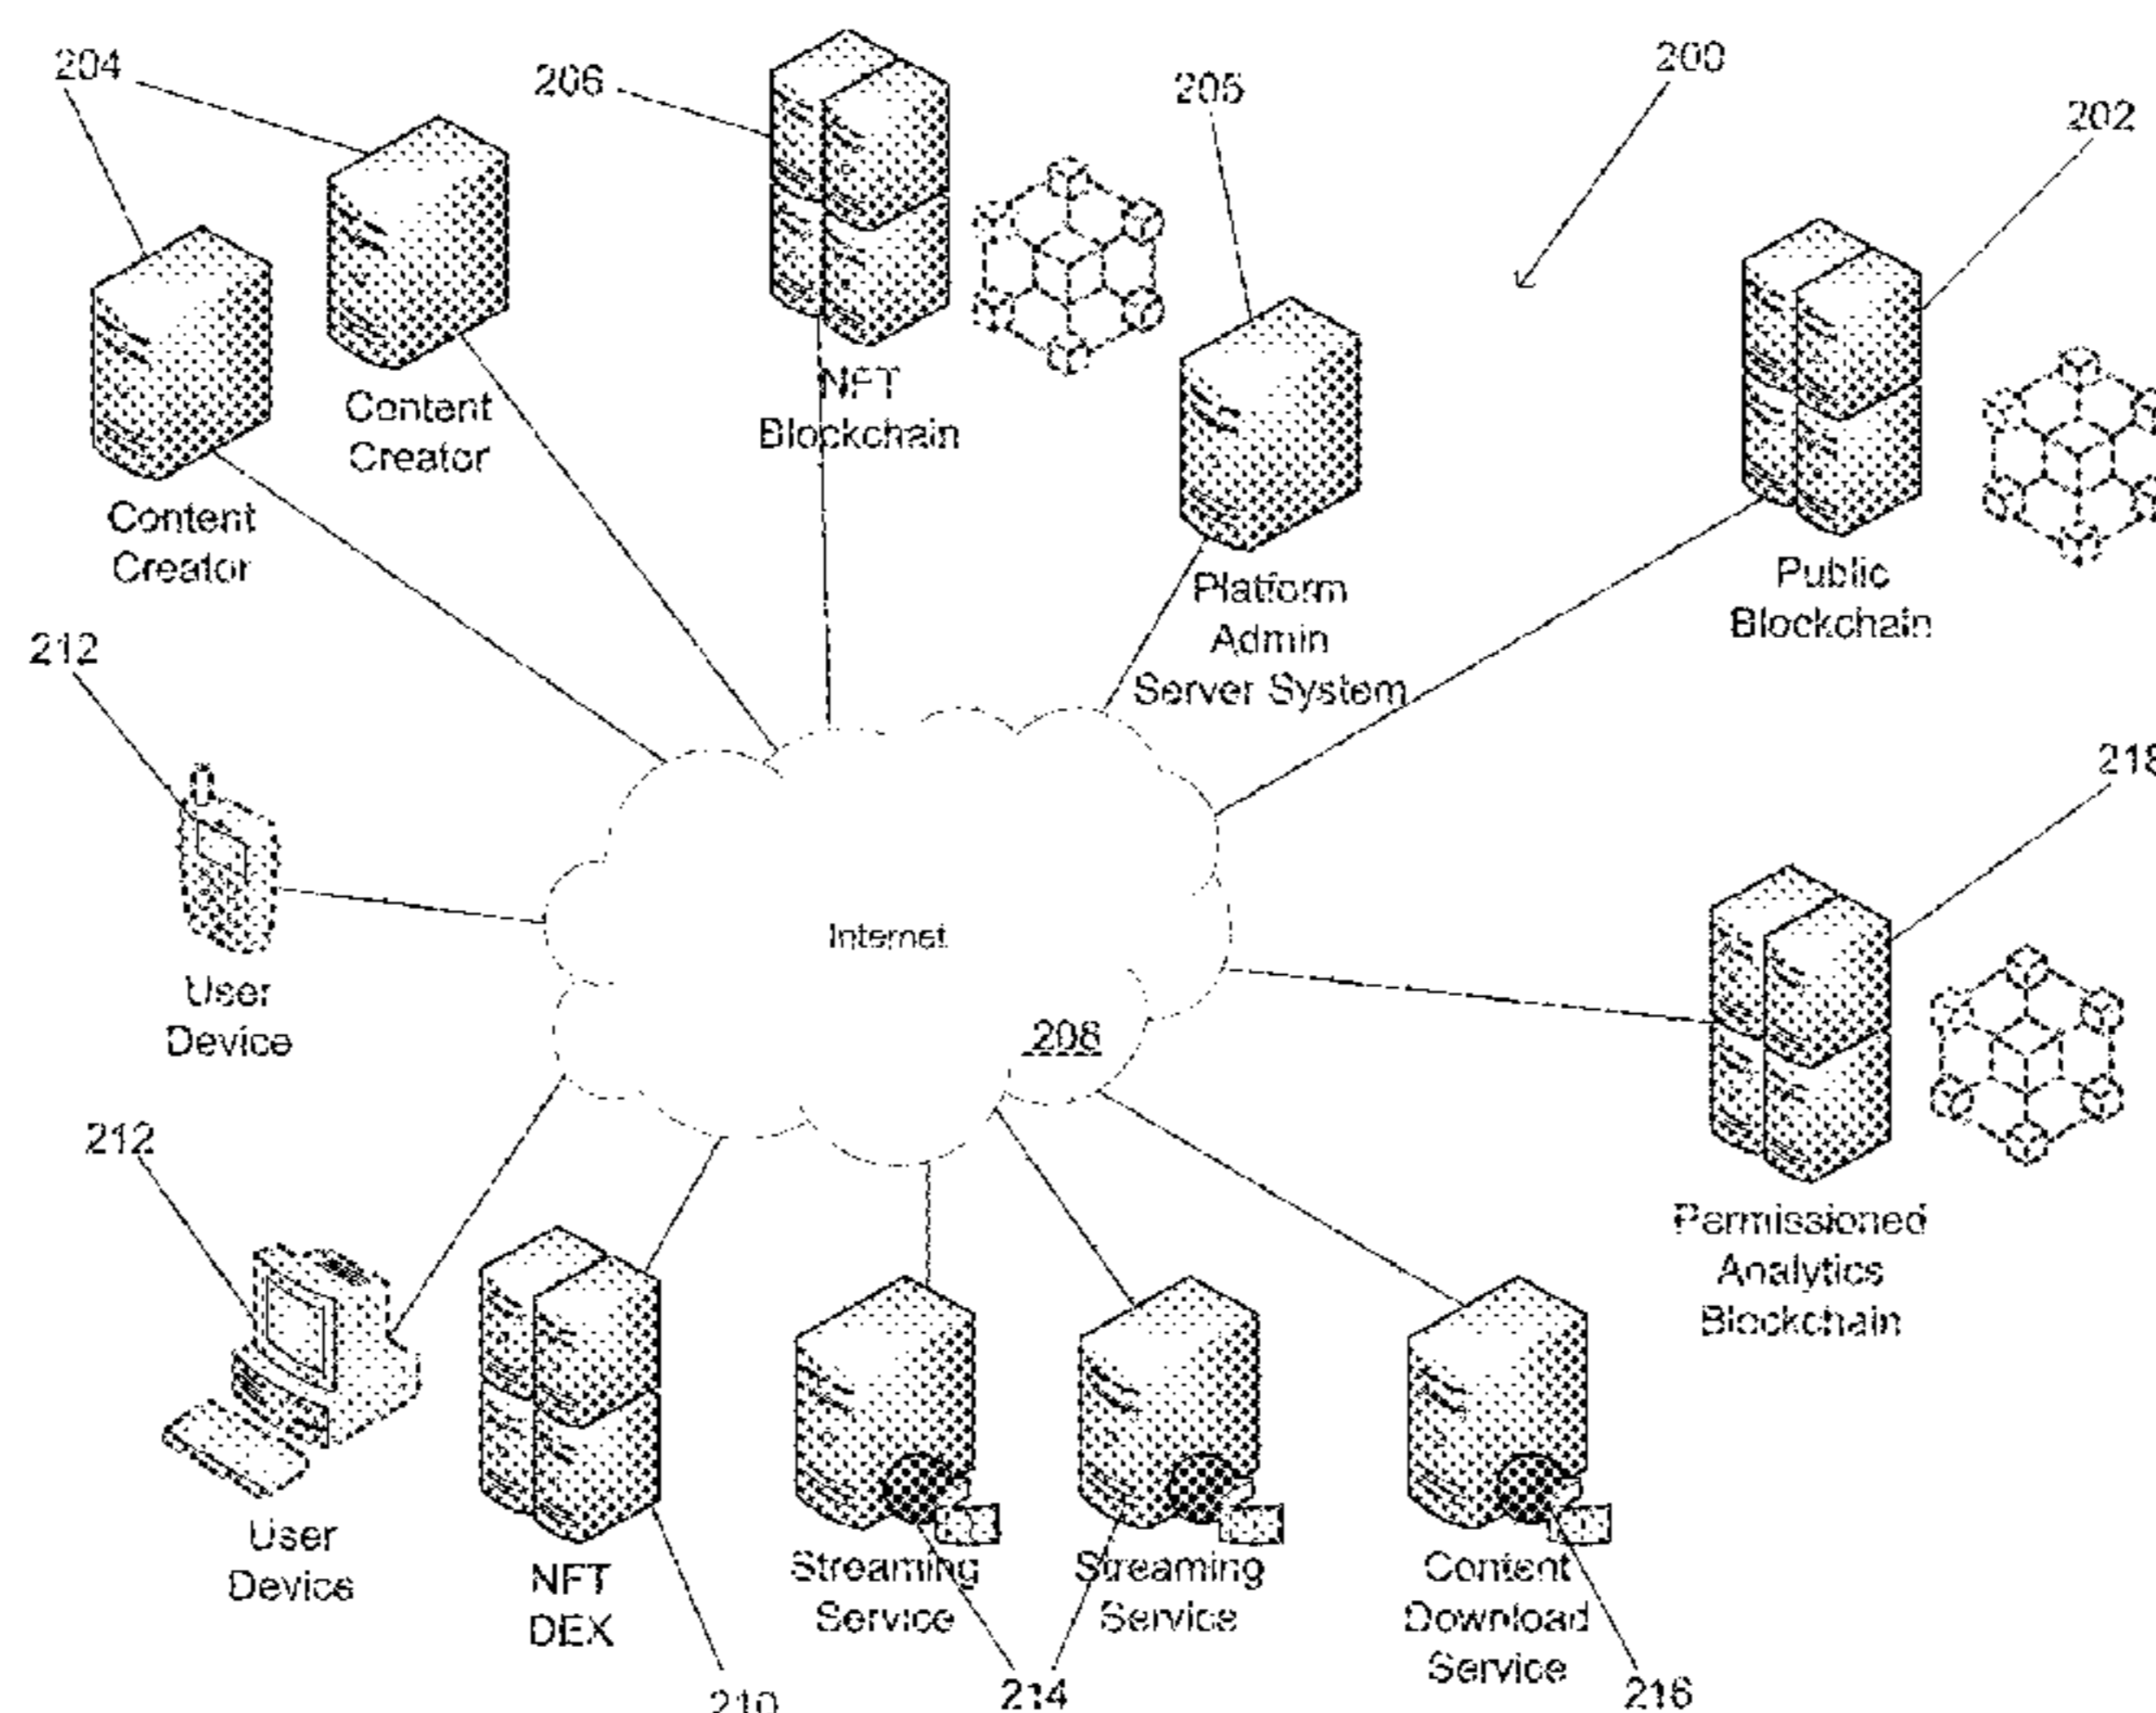 204
206
205
200
202
Content
Creator
Content
Creator
NFT
Blockchain
Platform
Admin
Server System
Public
Blockchain
212
218
User
Device
Internet
208
Permissioned
Analytics
Blockchain
212
User
Device
NFT
DEX
Streaming
Service
Streaming
Service
Content
Download
Service
210
214
216